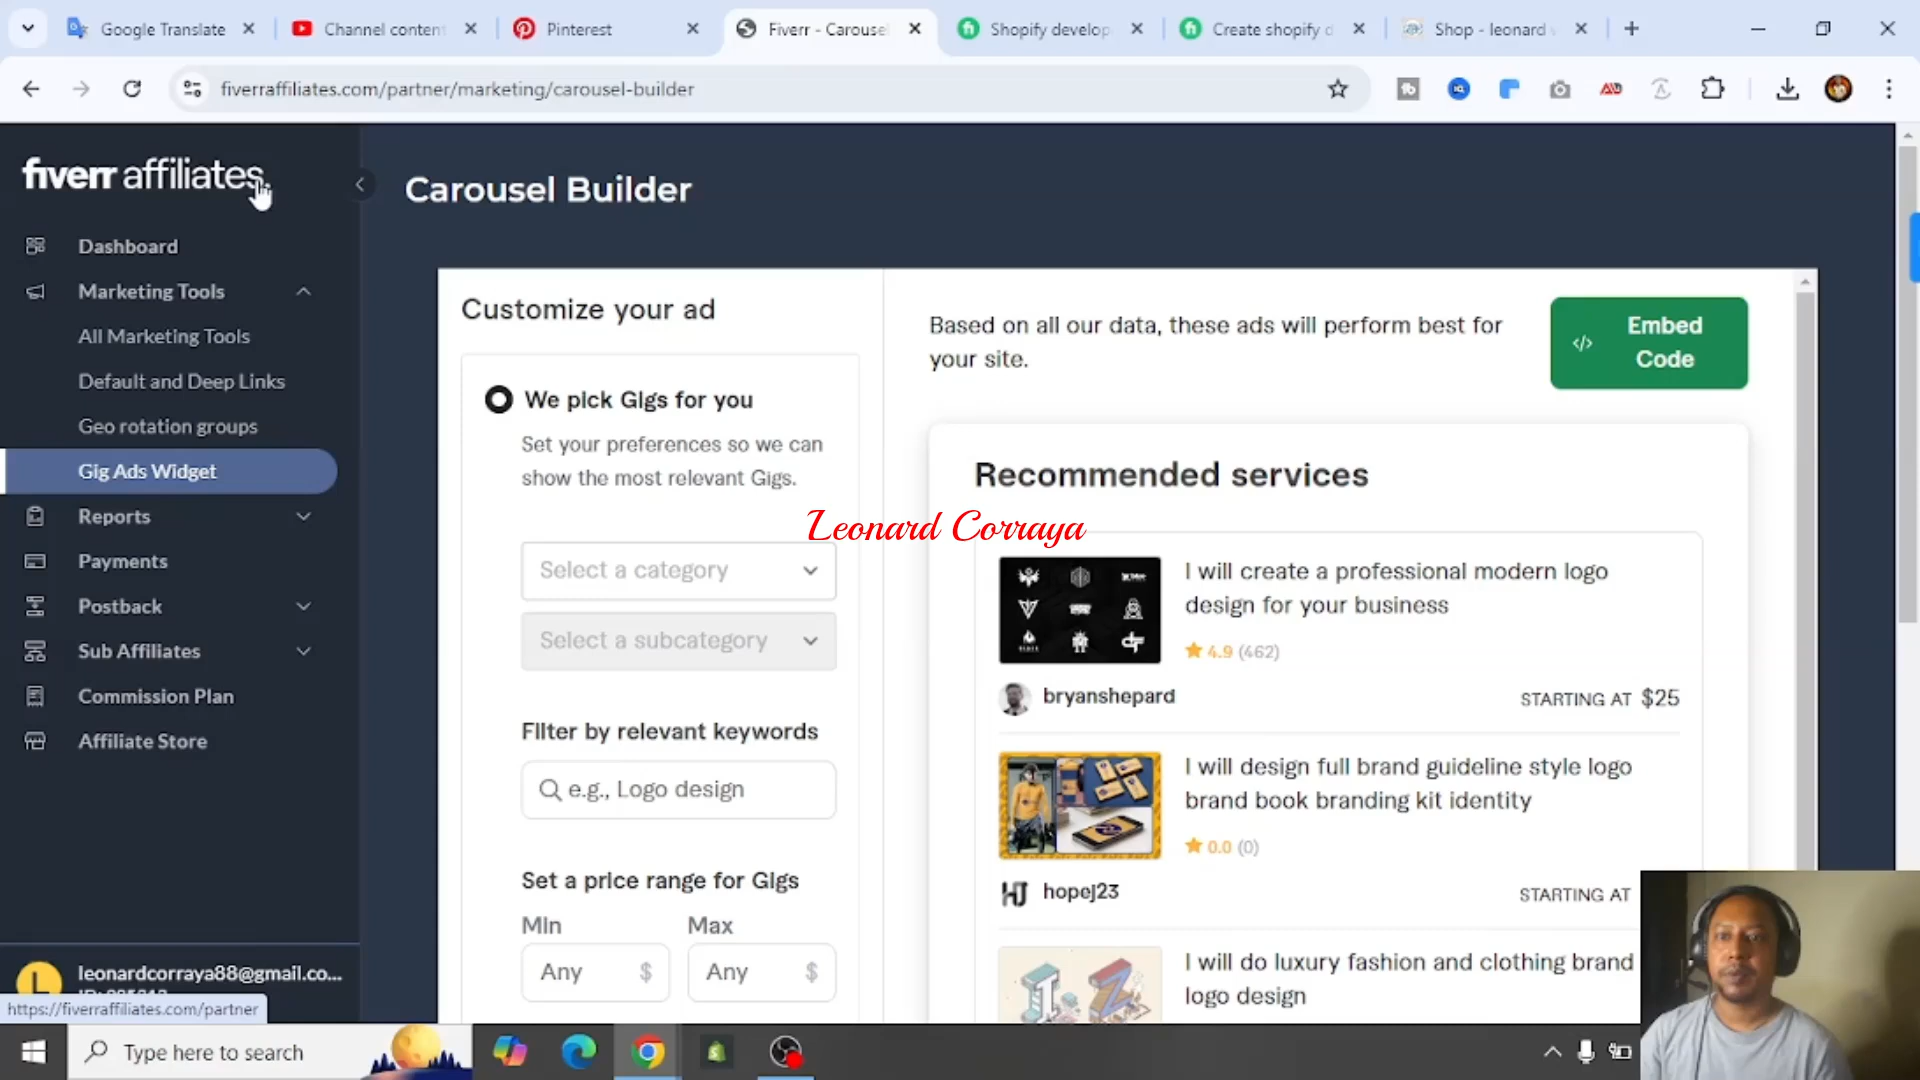 Google Translate
Channel content
Pinterest
Fiverr - Carouse
Shopify develop
Create shopify d
Shop - leonard
fiverraffiliates.com/partner/marketing/carousel-builder
fiverr affiliates
Carousel Builder
Dashboard
Marketing Tools
All Marketing Tools
Default and Deep Links
Geo rotation groups
Gig Ads Widget
Reports
Payments
Postback
Sub Affiliates
Commission Plan
Affiliate Store
leonardcorraya88@gmail.co...
https://fiverraffiliates.com/partner
Customize your ad
We pick Gigs for you
Set your preferences so we can
show the most relevant Gigs.
Select a category
Select a subcategory
Filter by relevant keywords
e.g., Logo design
Set a price range for Gigs
Min Max
Any $ Any $
Based on all our data, these ads will perform best for
your site.
</> Embed
Code
Recommended services
Leonard Corraya
I will create a professional modern logo
design for your business
4.9 (462)
bryanshepard
STARTING AT $25
I will design full brand guideline style logo
brand book branding kit identity
0.0 (0)
hopej23
STARTING AT
I will do luxury fashion and clothing brand
logo design
Type here to search